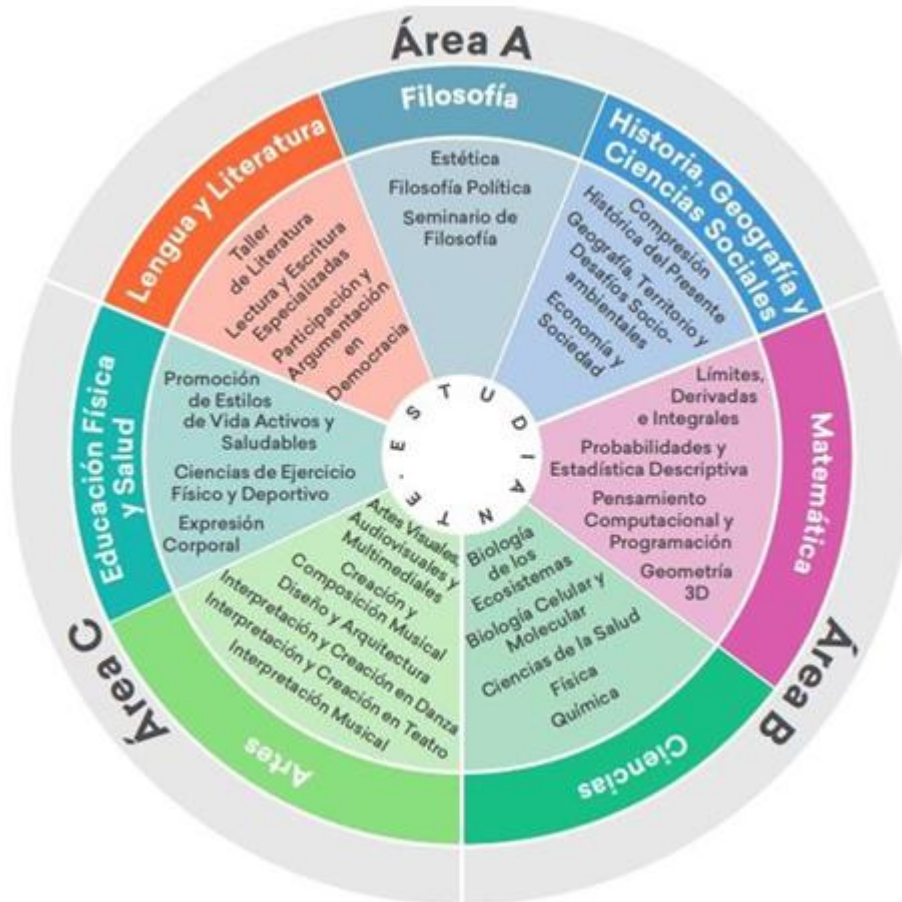 Área A
Filosofía
Estética
Filosofía Política
Seminario de
Filosofía
Historia, Geografía y
Ciencias Sociales
Compresión
Histórica del Presente
Geografía, Territorio y
Desafíos Socio-
ambientales
Economía y
Sociedad
Matemática
Límites,
Derivadas
e Integrales
Probabilidades y
Estadística Descriptiva
Pensamiento
Computacional y
Programación
Geometría
3D
Área B
Ciencias
Biología
de los
Ecosistemas
Biología Celular y
Molecular
Ciencias de la Salud
Física
Química
Artes
Artes Visuales,
Audiovisuales y
Multimediales
Creación y
Composición Musical
Diseño y Arquitectura
Interpretación y Creación en Danza
Interpretación y Creación en Teatro
Interpretación Musical
Área C
Educación Física
y Salud
Promoción
de Estilos
de Vida Activos y
Saludables
Ciencias de Ejercicio
Físico y Deportivo
Expresión
Corporal
Lengua y Literatura
Taller
de Literatura
Lectura y Escritura
Especializadas
Participación y
Argumentación
en
Democracia
ESTUDIANTE.